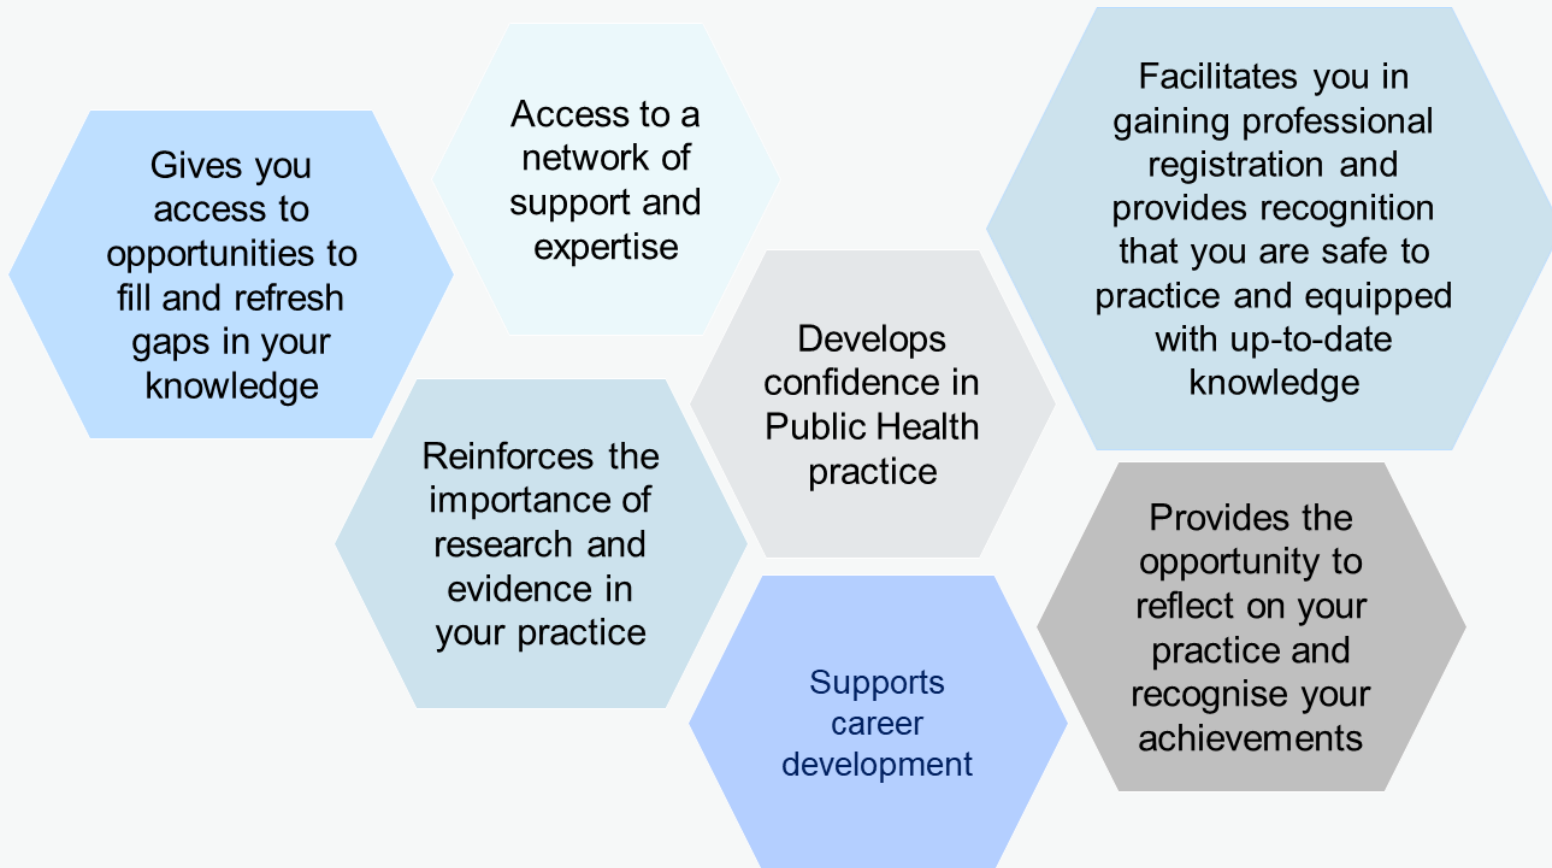 Gives you
access to
opportunities to
fill and refresh
gaps in your
knowledge
Access to a
network of
support and
expertise
Facilitates you in
gaining professional
registration and
provides recognition
that you are safe to
practice and equipped
with up-to-date
knowledge
Develops
confidence in
Public Health
practice
Reinforces the
importance of
research and
evidence in
your practice
Provides the
opportunity to
reflect on your
practice and
recognise your
achievements
Supports
career
development